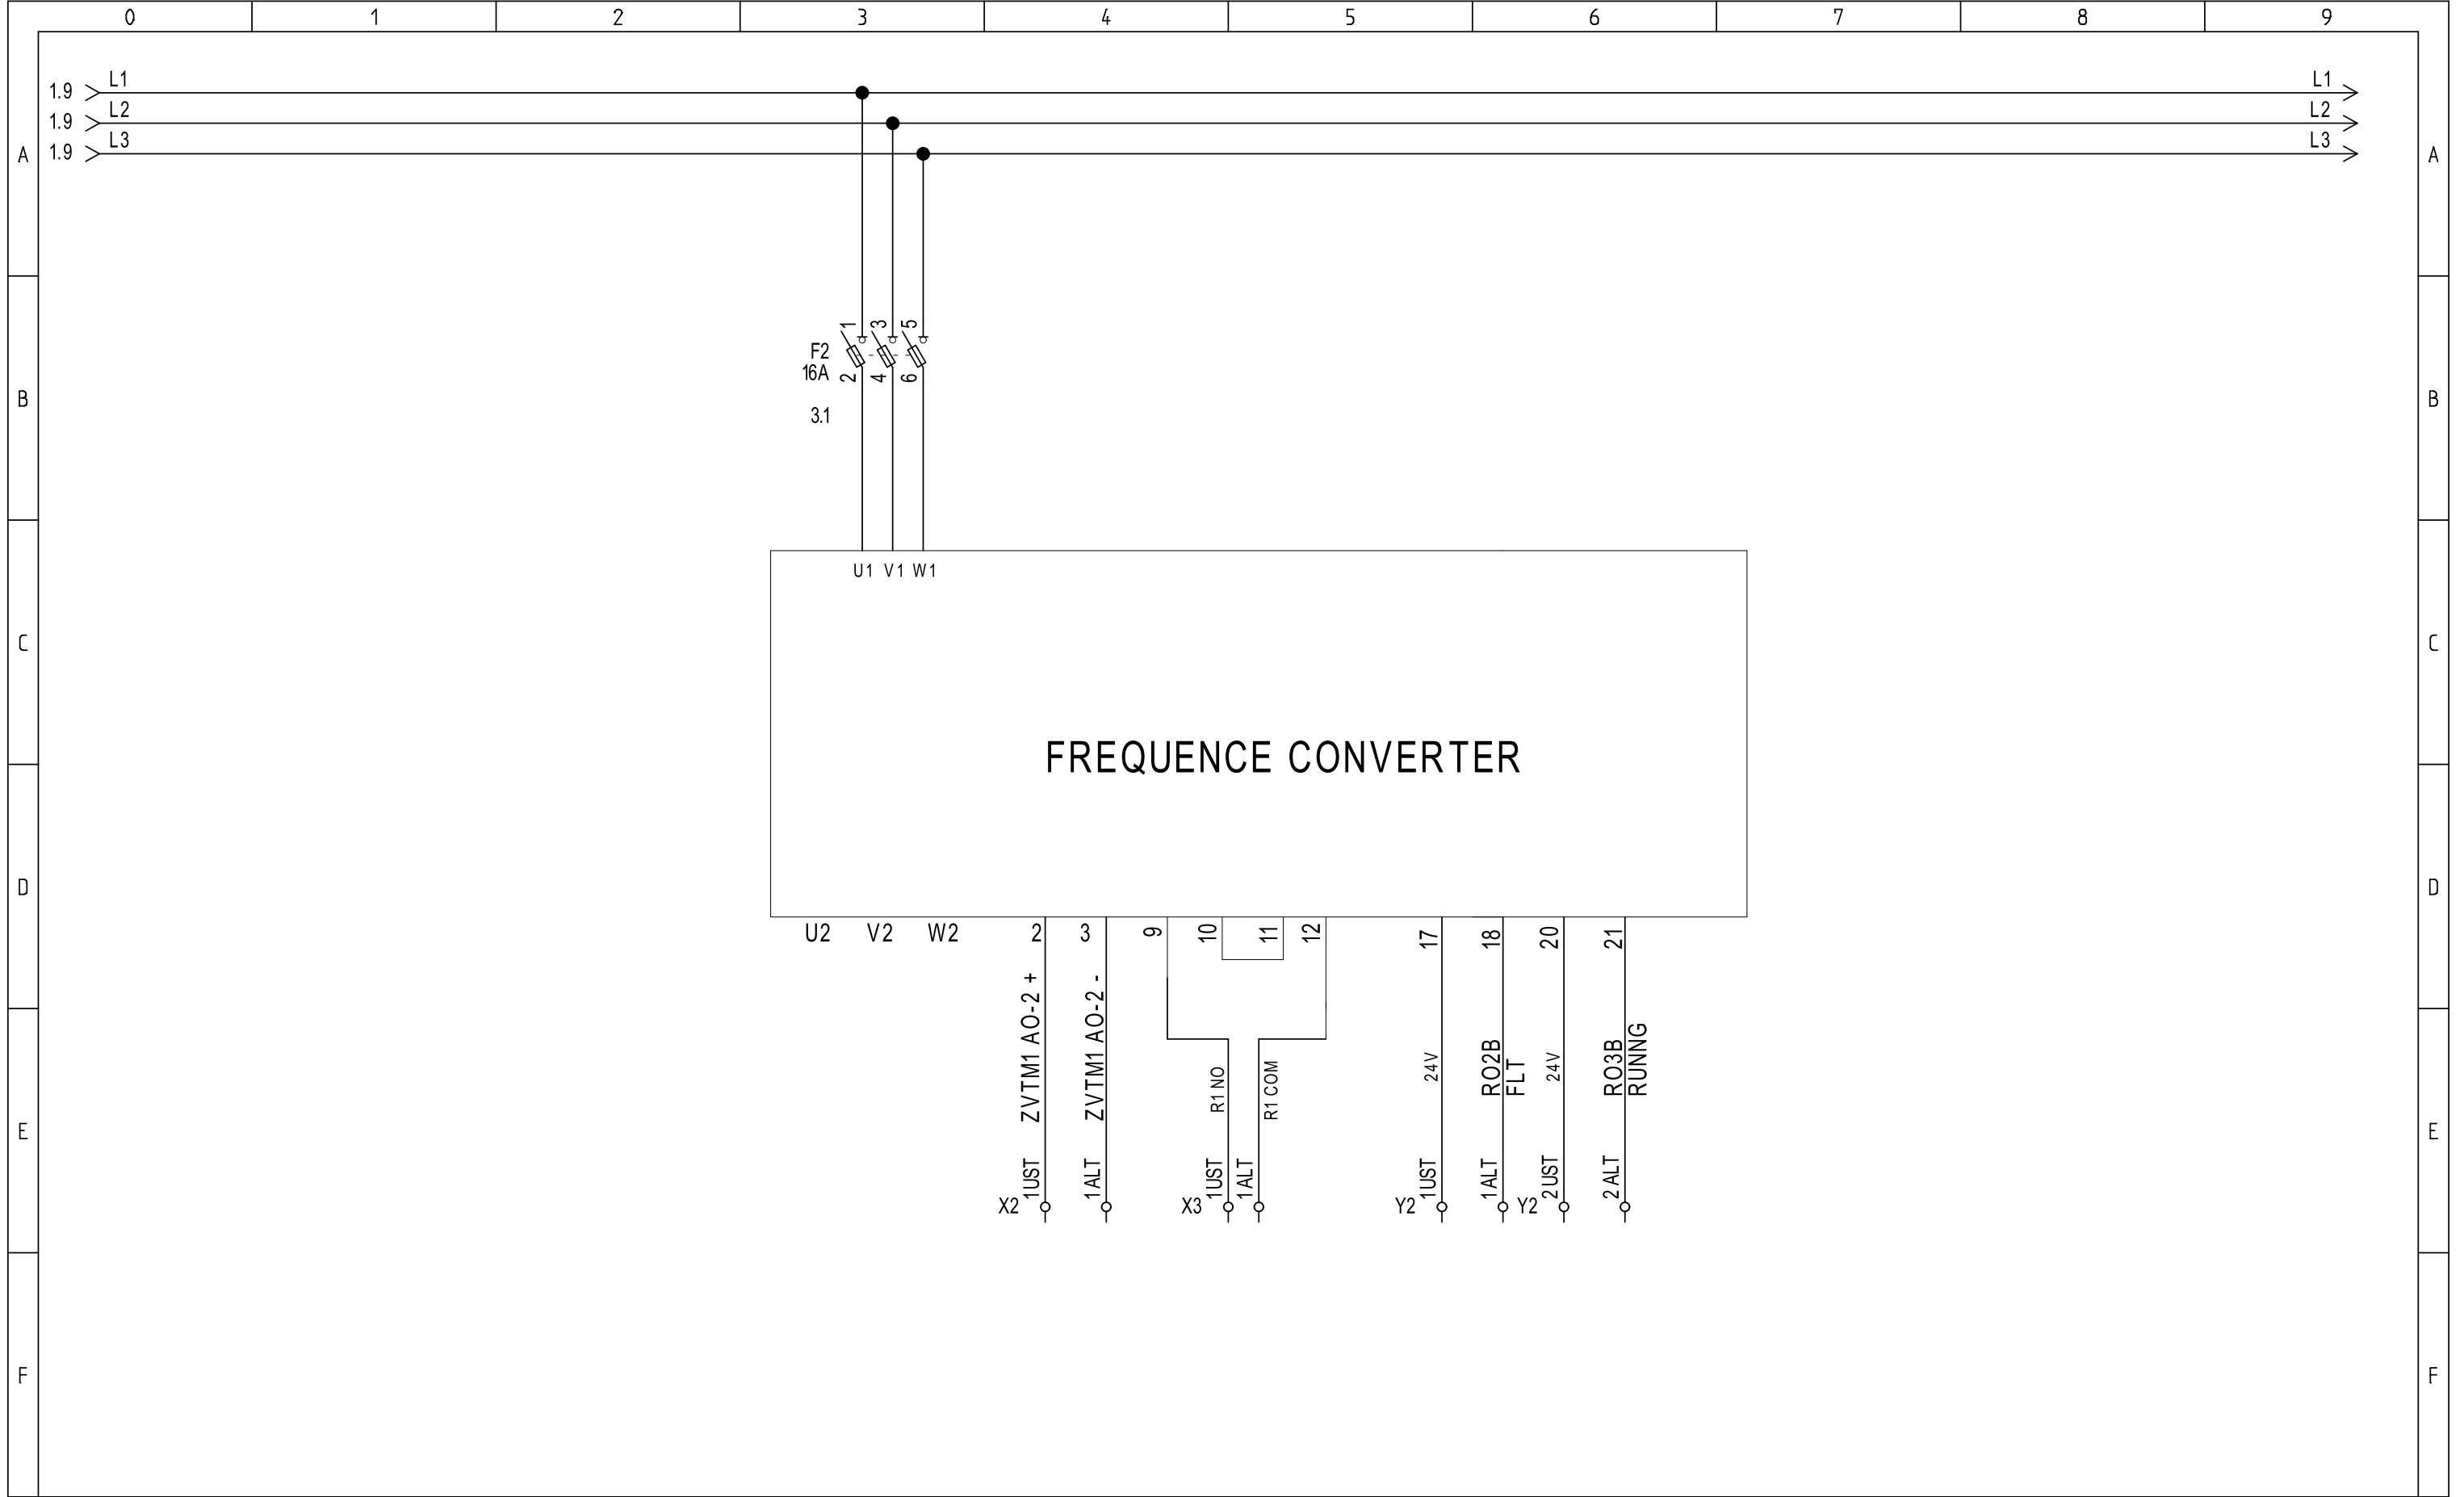 0 1 2 3 4 5 6 7 8 9
1.9 L1 L1
1.9 L2 L2
1.9 L3 L3
A A
1 3 5
F2
16A
2 4 6
3.1
B B
U1 V1 W1
C C
FREQUENCE CONVERTER
D D
U2 V2 W2 2 3 9 10 11 12 17 18 20 21
ZVTM1 AO-2 +
ZVTM1 AO-2 -
R1 NO
R1 COM
24V
RO2B
FLT
24V
RO3B
RUNNG
E E
X2 1UST 1ALT X3 1UST 1ALT Y2 1UST 1ALT Y2 2UST 2ALT
F F